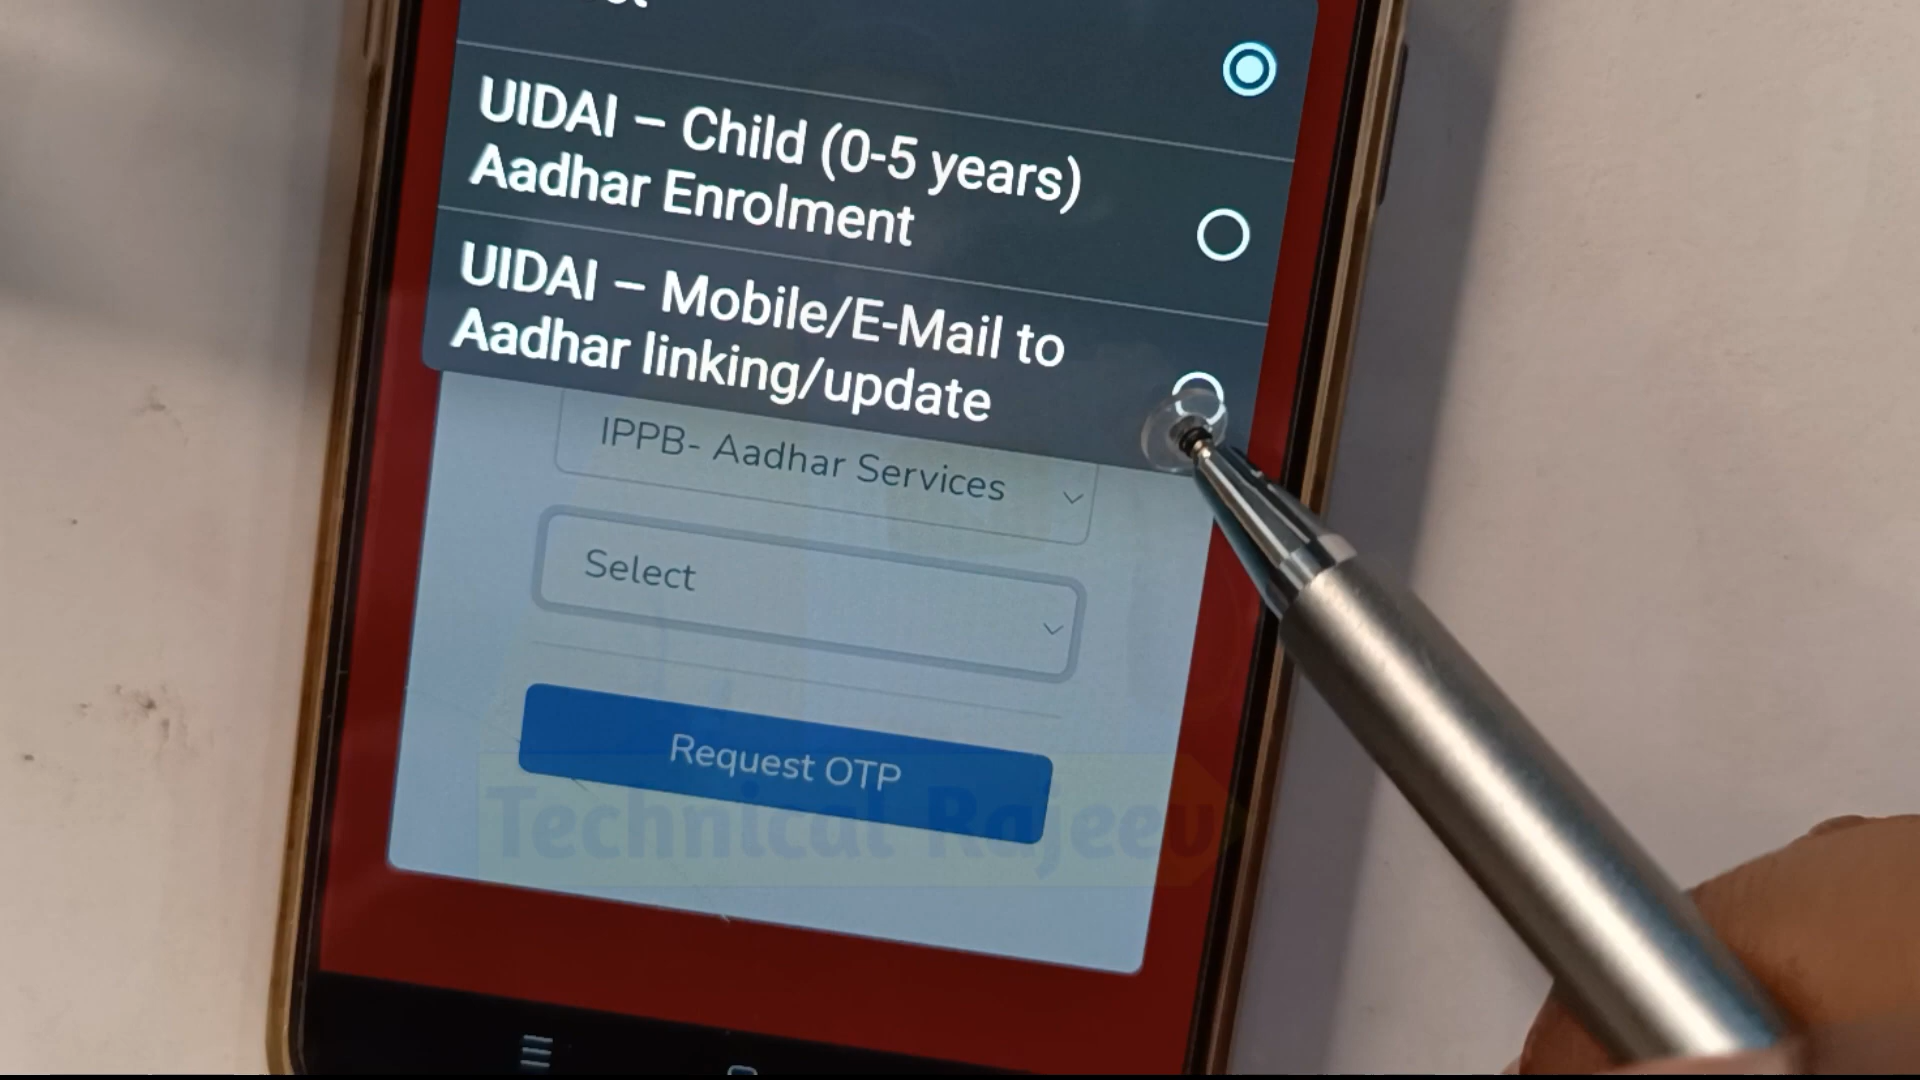 UIDAI – Child (0-5 years)
Aadhar Enrolment
UIDAI – Mobile/E-Mail to
Aadhar linking/update
IPPB- Aadhar Services
Select
Request OTP
Technical Rajeev